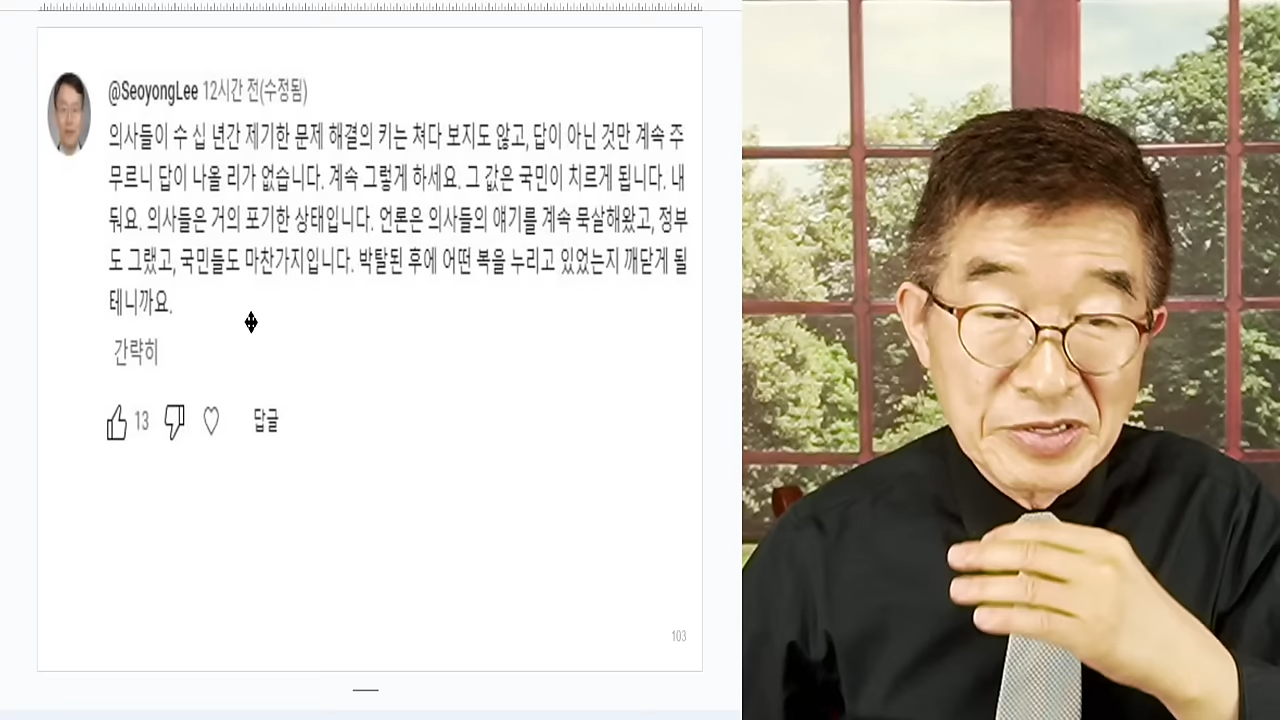 @SeoyongLee 12시간 전(수정됨)
의사들이 수 십 년간 제기한 문제 해결의 키는 쳐다 보지도 않고, 답이 아닌 것만 계속 주
무르니 답이 나올 리가 없습니다. 계속 그렇게 하세요. 그 값은 국민이 치르게 됩니다. 내
둬요. 의사들은 거의 포기한 상태입니다. 언론은 의사들의 얘기를 계속 묵살해왔고, 정부
도 그랬고, 국민들도 마찬가지입니다. 박탈된 후에 어떤 복을 누리고 있었는지 깨닫게 될
테니까요.
간략히
13 답글
103